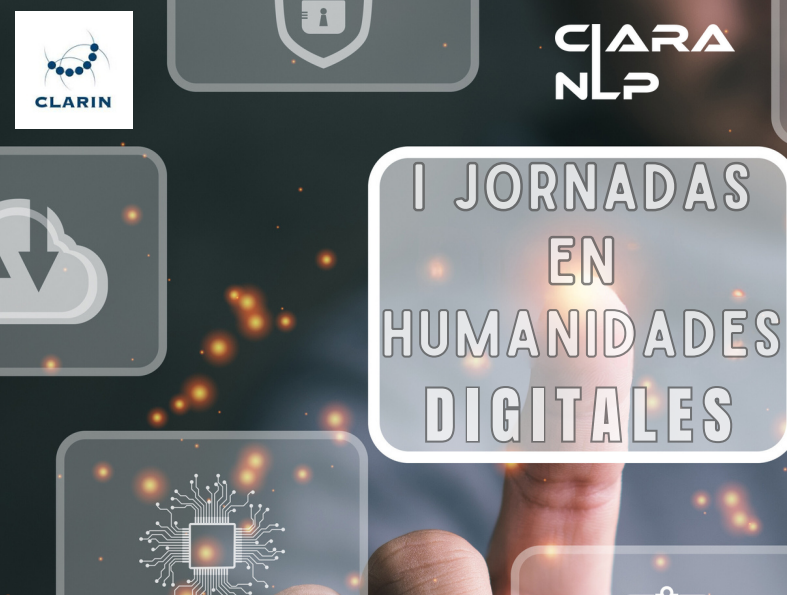 CLARIN
CLARA
NLP
I JORNADAS
EN
HUMANIDADES
DIGITALES